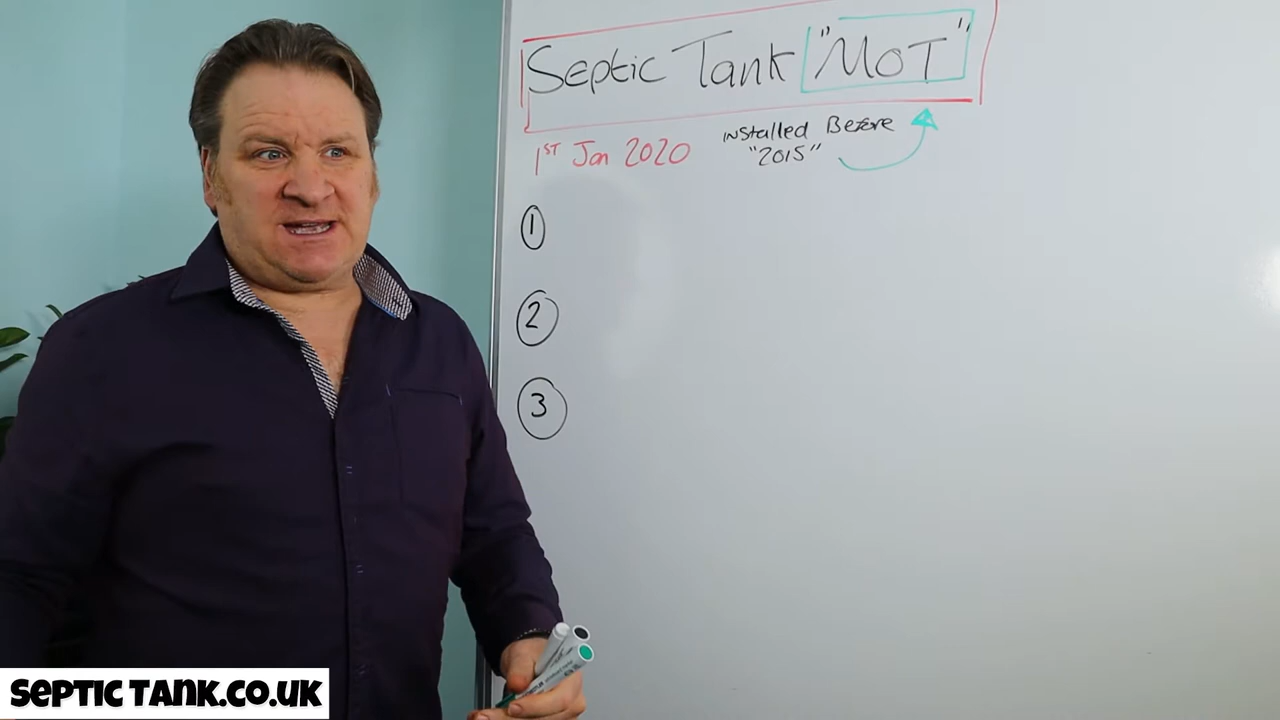 Septic Tank "MOT"
1ST Jan 2020
installed Before
"2015"
1
2
3
SEPTIC TANK.CO.UK